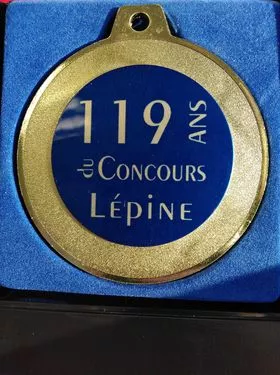 119 ANS
du CONCOURS
LÉPINE